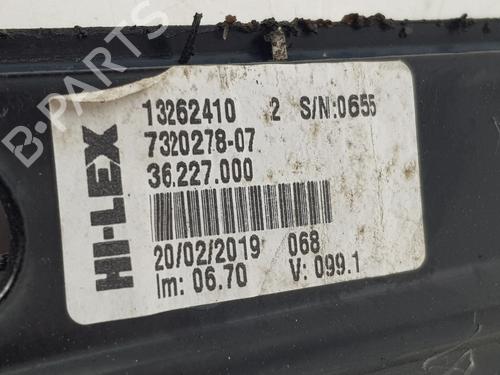 B-PARTS
HI-LEX
13262410 2 S/N:0655
7320278-07
36.227.000
20/02/2019 068
Im: 06.70 V: 099.1